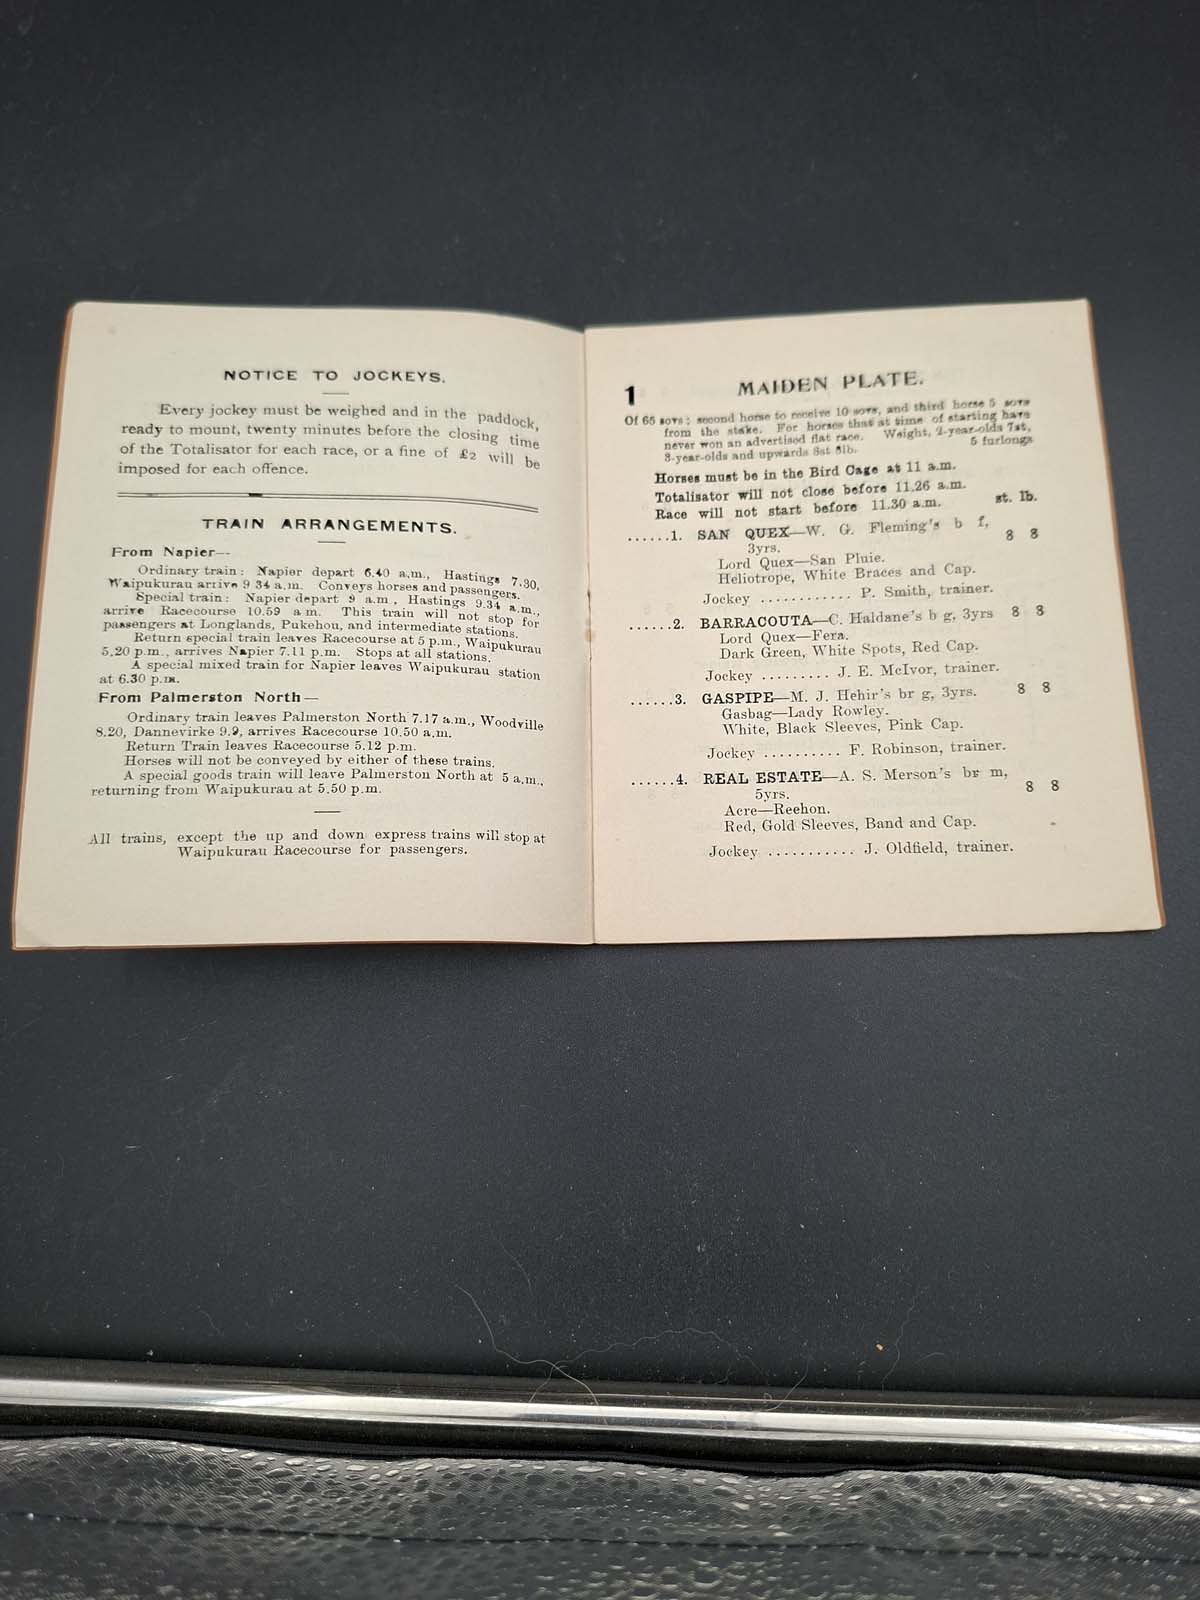 NOTICE TO JOCKEYS.
Every jockey must be weighed and in the paddock,
ready to mount, twenty minutes before the closing time
of the Totalisator for each race, or a fine of £2 will be
imposed for each offence.
TRAIN ARRANGEMENTS.
From Napier—
Ordinary train: Napier depart 6.40 a.m., Hastings 7.30,
Waipukurau arrive 9 34 a.m. Conveys horses and passengers.
Special train: Napier depart 9 a.m, Hastings 9.34 a.m.,
arrive Racecourse 10.59 a m. This train will not stop for
passengers at Longlands, Pukehou, and intermediate stations.
Return special train leaves Racecourse at 5 p.m., Waipukurau
5.20 p.m., arrives Napier 7.11 p.m. Stops at all stations.
A special mixed train for Napier leaves Waipukurau station
at 6.30 p.m.
From Palmerston North—
Ordinary train leaves Palmerston North 7.17 a.m., Woodville
8.20, Dannevirke 9.9, arrives Racecourse 10.50 a.m.
Return Train leaves Racecourse 5.12 p.m.
Horses will not be conveyed by either of these trains.
A special goods train will leave Palmerston North at 5 a.m.,
returning from Waipukurau at 5.50 p.m.
All trains, except the up and down express trains will stop at
Waipukurau Racecourse for passengers.
1 MAIDEN PLATE.
Of 65 sovs; second horse to receive 10 sovs, and third horse 5 sovs
from the stake. For horses that at time of starting have
never won an advertised flat race. Weight, 2-year-olds 7st,
3-year-olds and upwards 8st 8lb. 5 furlongs
Horses must be in the Bird Cage at 11 a.m.
Totalisator will not close before 11.26 a.m.
Race will not start before 11.30 a.m. st. lb.
......1. SAN QUEX—W. G. Fleming's b f, 8 8
3yrs.
Lord Quex—San Pluie.
Heliotrope, White Braces and Cap.
Jockey ............ P. Smith, trainer.
......2. BARRACOUTA—C. Haldane's b g, 3yrs 8 8
Lord Quex—Fera.
Dark Green, White Spots, Red Cap.
Jockey ......... J. E. McIvor, trainer.
......3. GASPIPE—M. J. Hehir's br g, 3yrs. 8 8
Gasbag—Lady Rowley.
White, Black Sleeves, Pink Cap.
Jockey .......... F. Robinson, trainer.
......4. REAL ESTATE—A. S. Merson's br m, 8 8
5yrs.
Acre—Reehon.
Red, Gold Sleeves, Band and Cap.
Jockey ........... J. Oldfield, trainer.